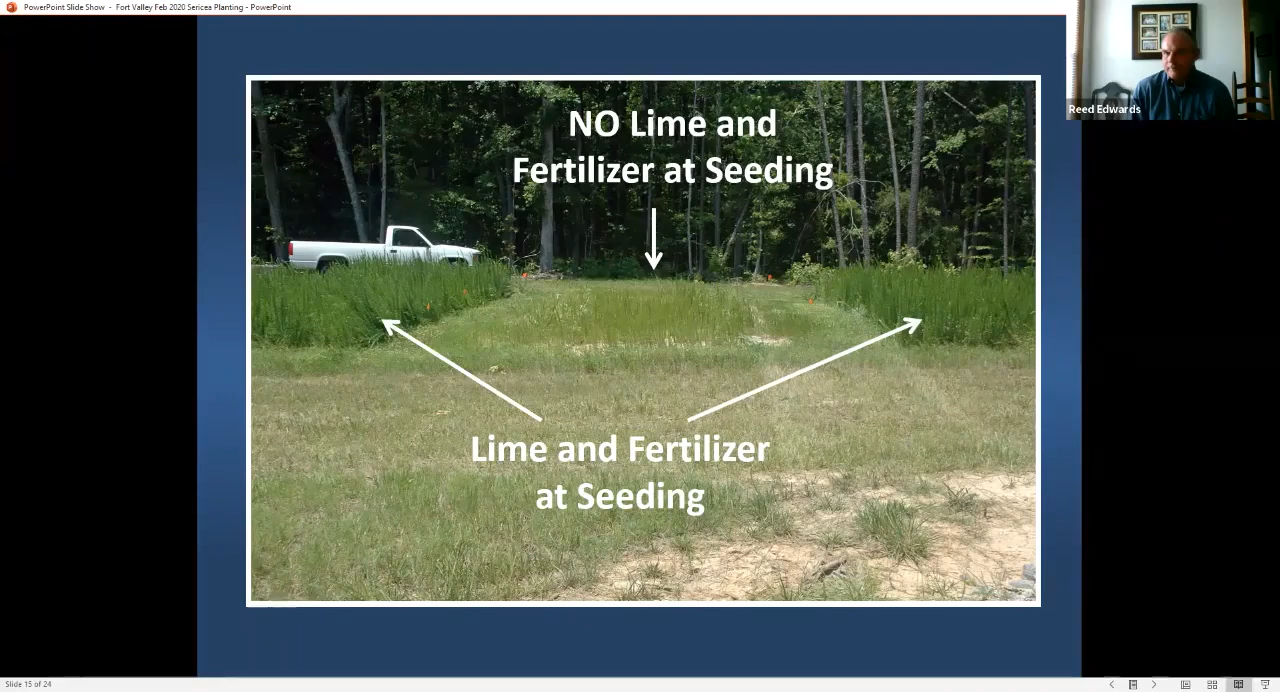 PowerPoint Slide Show - Fort Valley Feb 2020 Sericea Planting - PowerPoint
Reed Edwards
NO Lime and
Fertilizer at Seeding
Lime and Fertilizer
at Seeding
Slide 15 of 24